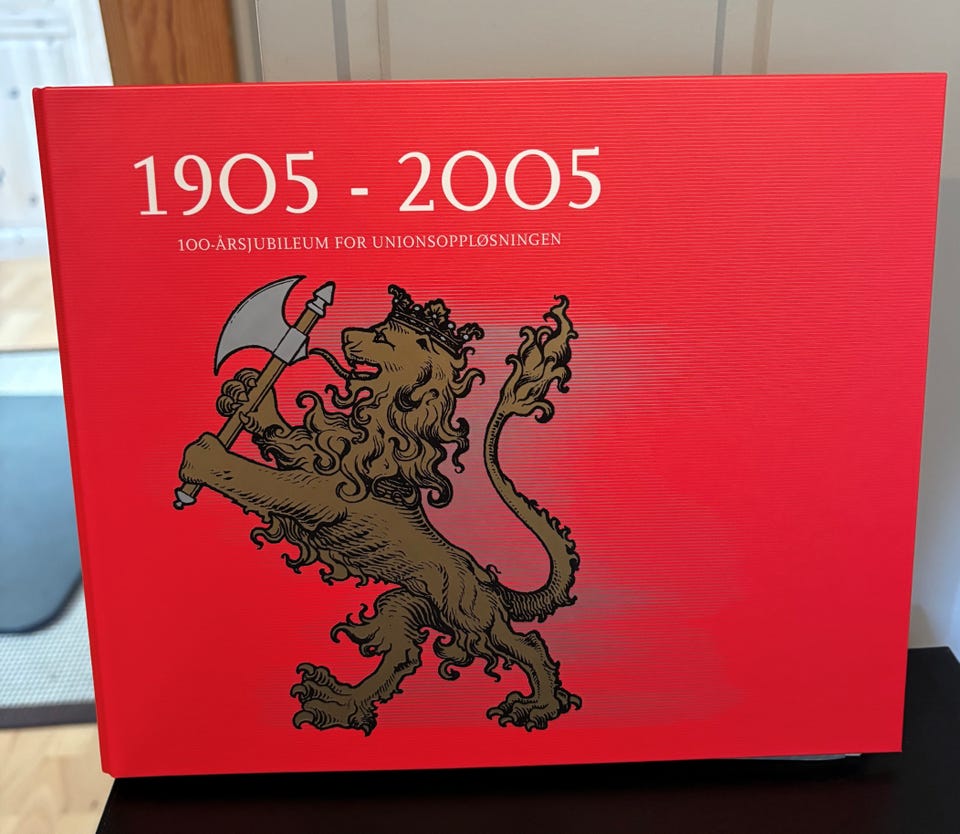 1905 - 2005
100-ÅRSJUBILEUM FOR UNIONSOPPLØSNINGEN